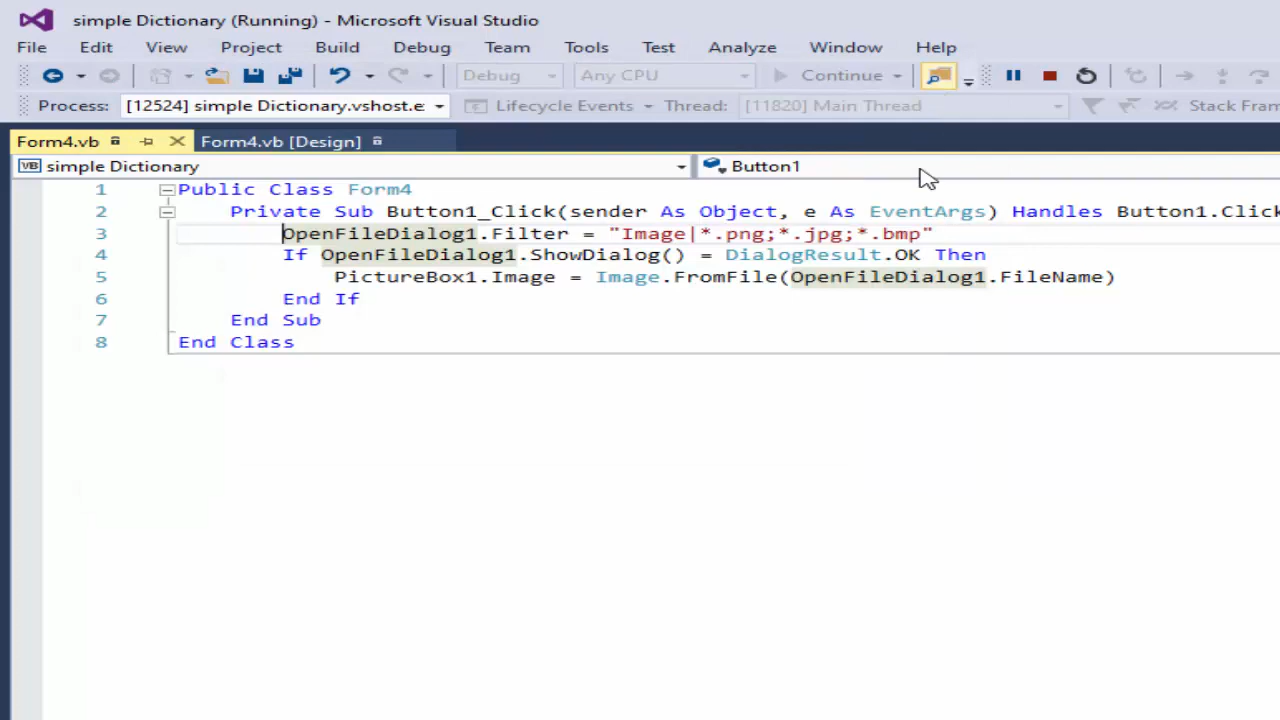 simple Dictionary (Running) - Microsoft Visual Studio
File Edit View Project Build Debug Team Tools Test Analyze Window Help
Debug Any CPU Continue
Process: [12524] simple Dictionary.vshost.e Lifecycle Events Thread: [11820] Main Thread Stack Fram
Form4.vb Form4.vb [Design]
VB simple Dictionary Button1
1 Public Class Form4
2 Private Sub Button1_Click(sender As Object, e As EventArgs) Handles Button1.Click
3 OpenFileDialog1.Filter = "Image|*.png;*.jpg;*.bmp"
4 If OpenFileDialog1.ShowDialog() = DialogResult.OK Then
5 PictureBox1.Image = Image.FromFile(OpenFileDialog1.FileName)
6 End If
7 End Sub
8 End Class